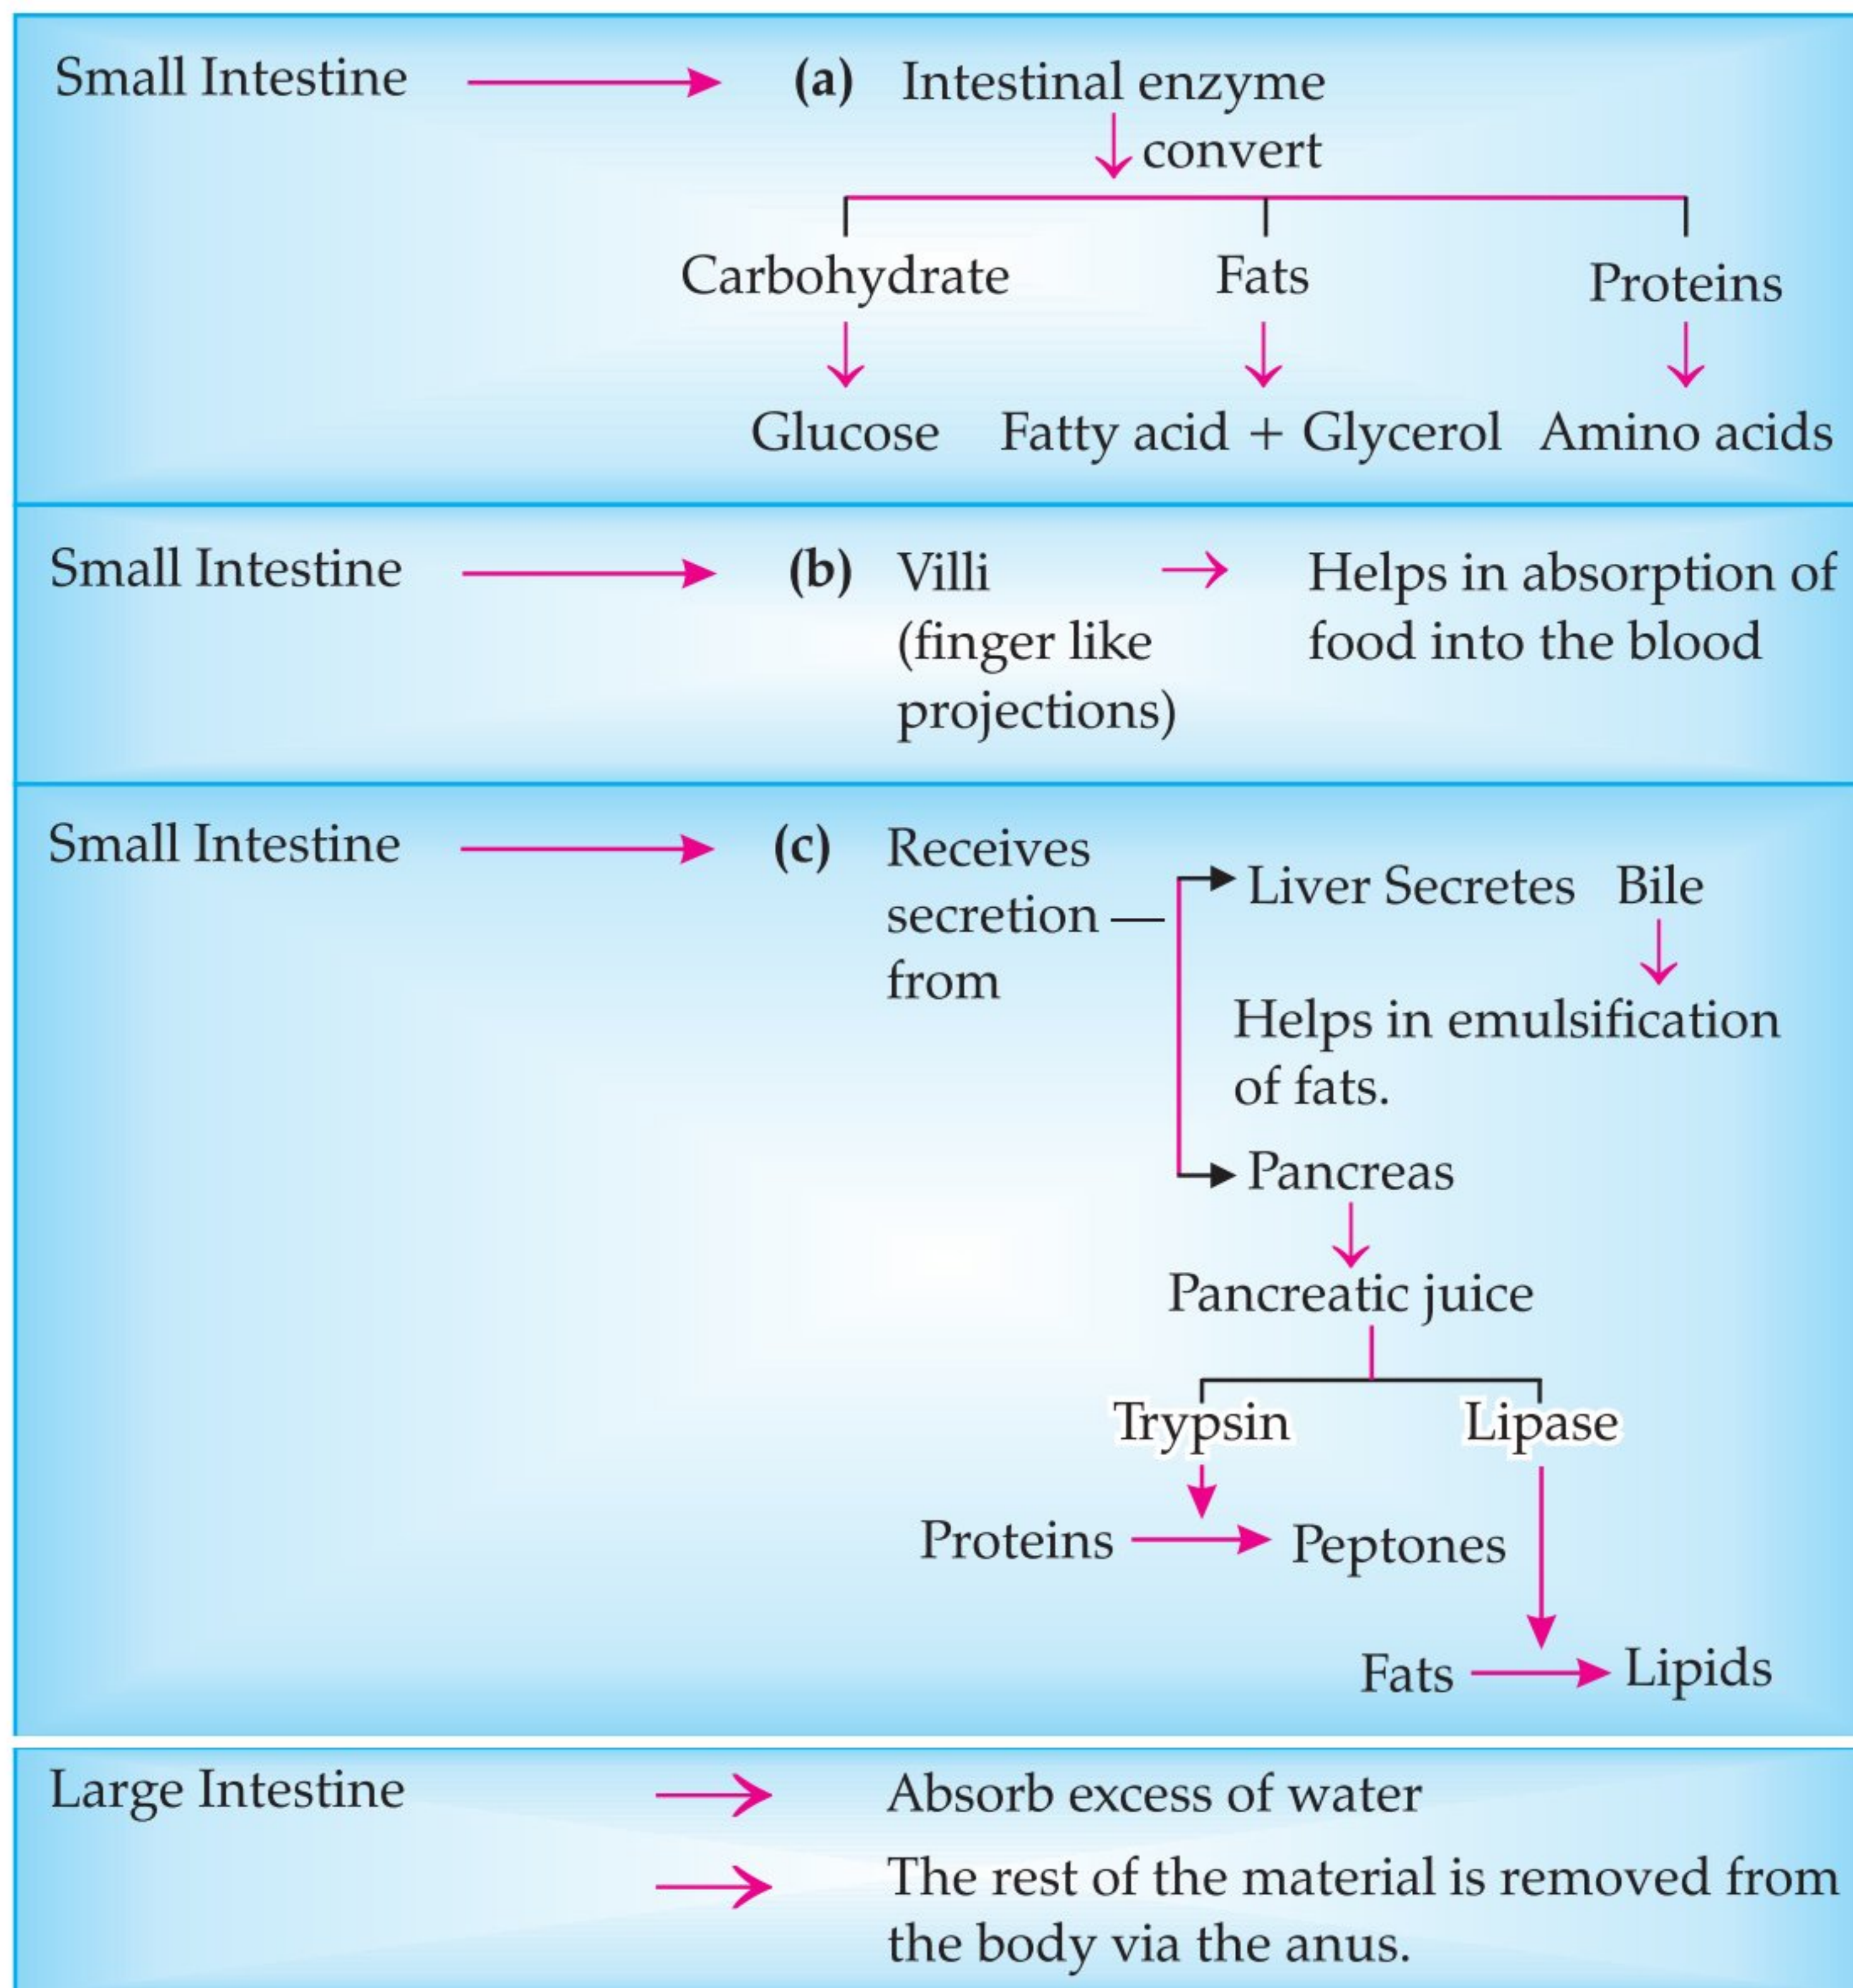 Small Intestine (a) Intestinal enzyme
convert
Carbohydrate Fats Proteins
Glucose Fatty acid + Glycerol Amino acids
Small Intestine (b) Villi Helps in absorption of
(finger like food into the blood
projections)
Small Intestine (c) Receives
secretion — Liver Secretes Bile
from
Helps in emulsification
of fats.
Pancreas
Pancreatic juice
Trypsin Lipase
Proteins Peptones
Fats Lipids
Large Intestine Absorb excess of water
The rest of the material is removed from
the body via the anus.